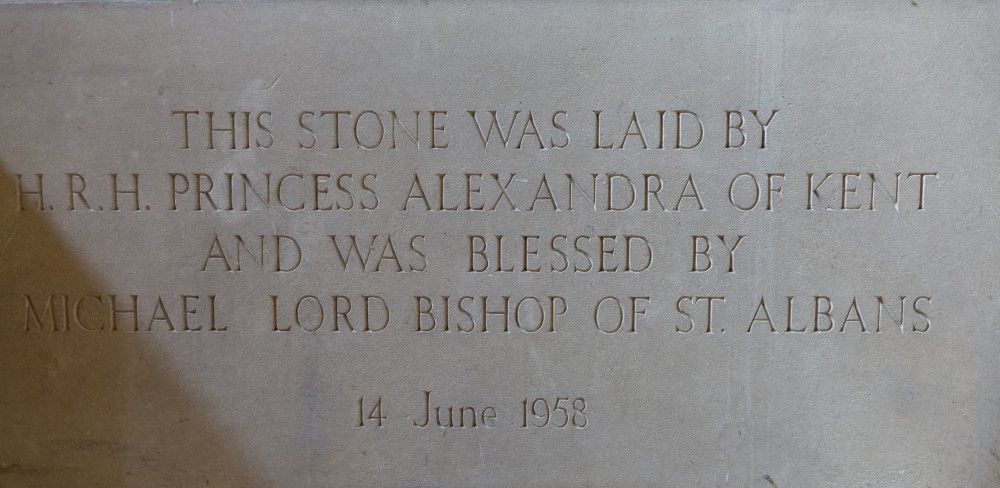 THIS STONE WAS LAID BY
H.R.H. PRINCESS ALEXANDRA OF KENT
AND WAS BLESSED BY
MICHAEL LORD BISHOP OF ST. ALBANS
14 June 1958